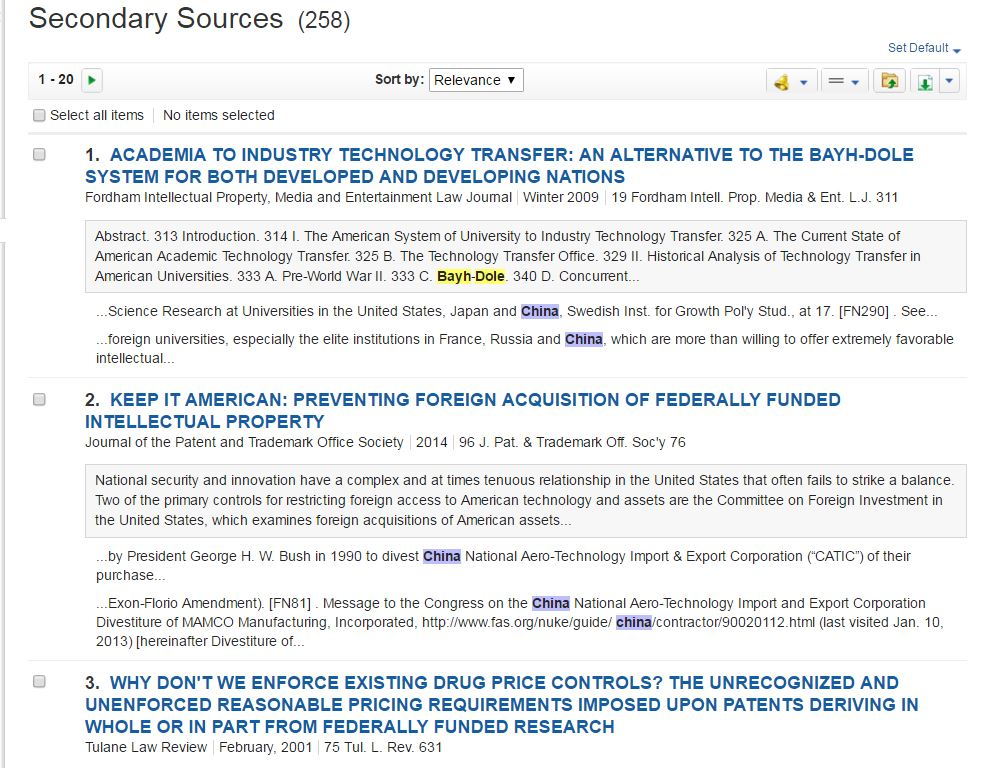 Secondary Sources (258)
Set Default
1 - 20 Sort by: Relevance
Select all items No items selected
1. ACADEMIA TO INDUSTRY TECHNOLOGY TRANSFER: AN ALTERNATIVE TO THE BAYH-DOLE
SYSTEM FOR BOTH DEVELOPED AND DEVELOPING NATIONS
Fordham Intellectual Property, Media and Entertainment Law Journal | Winter 2009 | 19 Fordham Intell. Prop. Media & Ent. L.J. 311
Abstract. 313 Introduction. 314 I. The American System of University to Industry Technology Transfer. 325 A. The Current State of
American Academic Technology Transfer. 325 B. The Technology Transfer Office. 329 II. Historical Analysis of Technology Transfer in
American Universities. 333 A. Pre-World War II. 333 C. Bayh-Dole. 340 D. Concurrent...
...Science Research at Universities in the United States, Japan and China, Swedish Inst. for Growth Pol'y Stud., at 17. [FN290] . See...
...foreign universities, especially the elite institutions in France, Russia and China, which are more than willing to offer extremely favorable
intellectual...
2. KEEP IT AMERICAN: PREVENTING FOREIGN ACQUISITION OF FEDERALLY FUNDED
INTELLECTUAL PROPERTY
Journal of the Patent and Trademark Office Society | 2014 | 96 J. Pat. & Trademark Off. Soc'y 76
National security and innovation have a complex and at times tenuous relationship in the United States that often fails to strike a balance.
Two of the primary controls for restricting foreign access to American technology and assets are the Committee on Foreign Investment in
the United States, which examines foreign acquisitions of American assets...
...by President George H. W. Bush in 1990 to divest China National Aero-Technology Import & Export Corporation (“CATIC”) of their
purchase...
...Exon-Florio Amendment). [FN81] . Message to the Congress on the China National Aero-Technology Import and Export Corporation
Divestiture of MAMCO Manufacturing, Incorporated, http://www.fas.org/nuke/guide/ china/contractor/90020112.html (last visited Jan. 10,
2013) [hereinafter Divestiture of...
3. WHY DON'T WE ENFORCE EXISTING DRUG PRICE CONTROLS? THE UNRECOGNIZED AND
UNENFORCED REASONABLE PRICING REQUIREMENTS IMPOSED UPON PATENTS DERIVING IN
WHOLE OR IN PART FROM FEDERALLY FUNDED RESEARCH
Tulane Law Review | February, 2001 | 75 Tul. L. Rev. 631